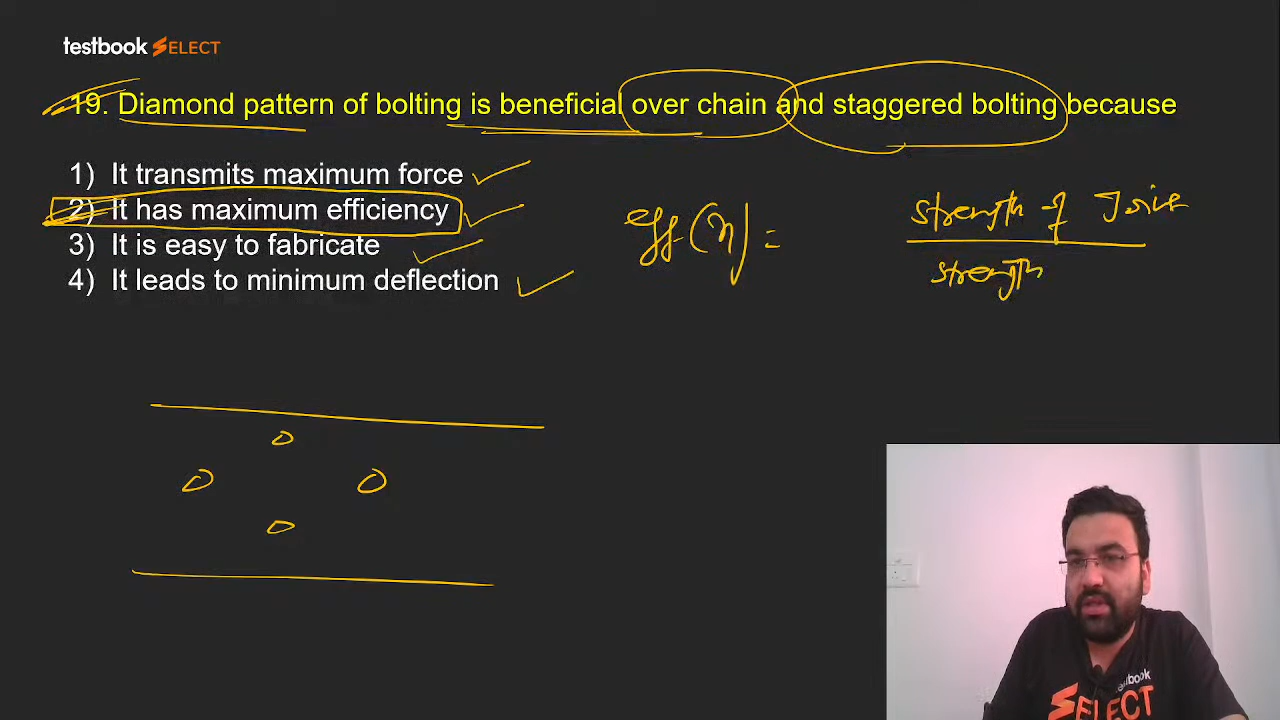 testbook SELECT
19. Diamond pattern of bolting is beneficial over chain and staggered bolting because
1) It transmits maximum force
2) It has maximum efficiency
3) It is easy to fabricate
4) It leads to minimum deflection
eff (η) =
strength of Joint
strength
testbook
SELECT